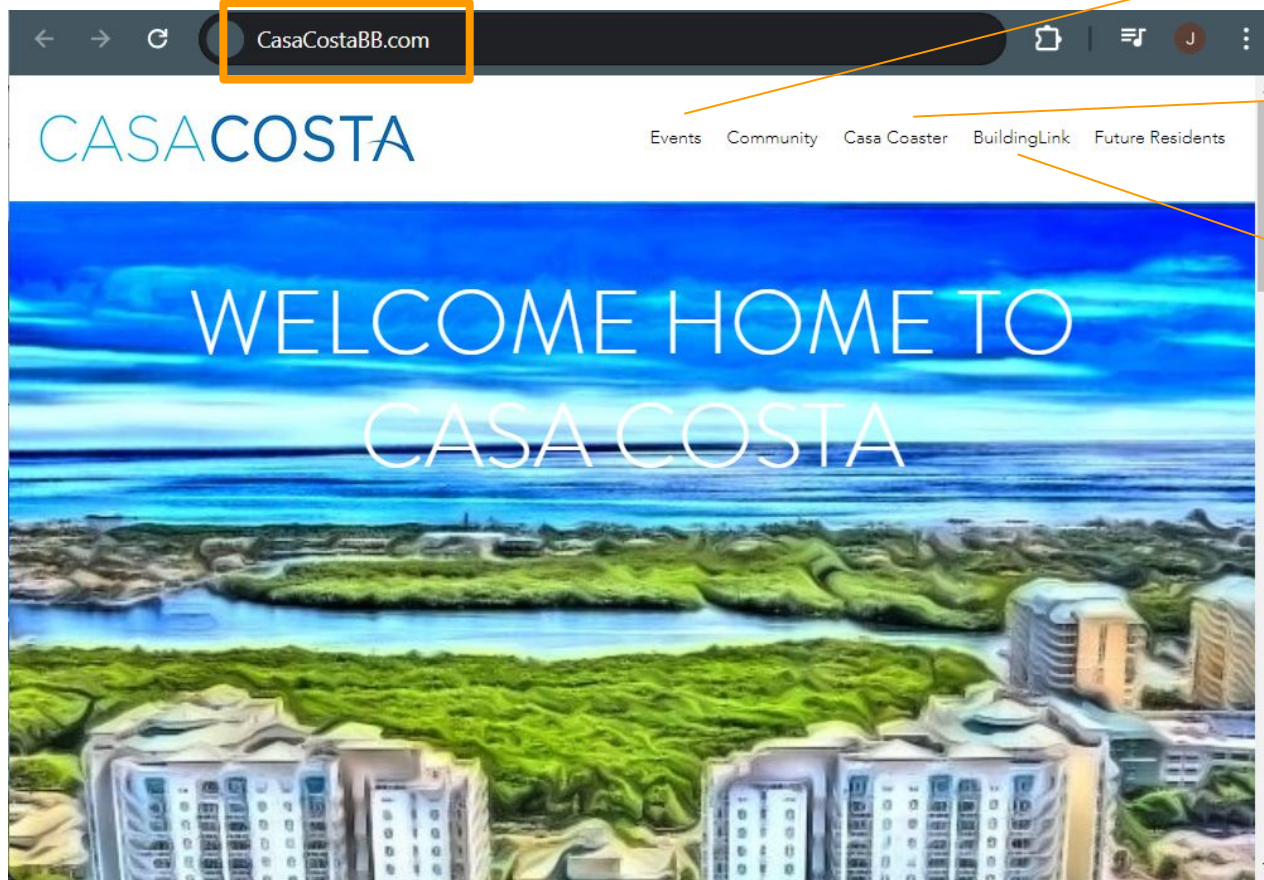 CasaCostaBB.com
J
CASACOSTA
Events Community Casa Coaster BuildingLink Future Residents
WELCOME HOME TO
CASA COSTA